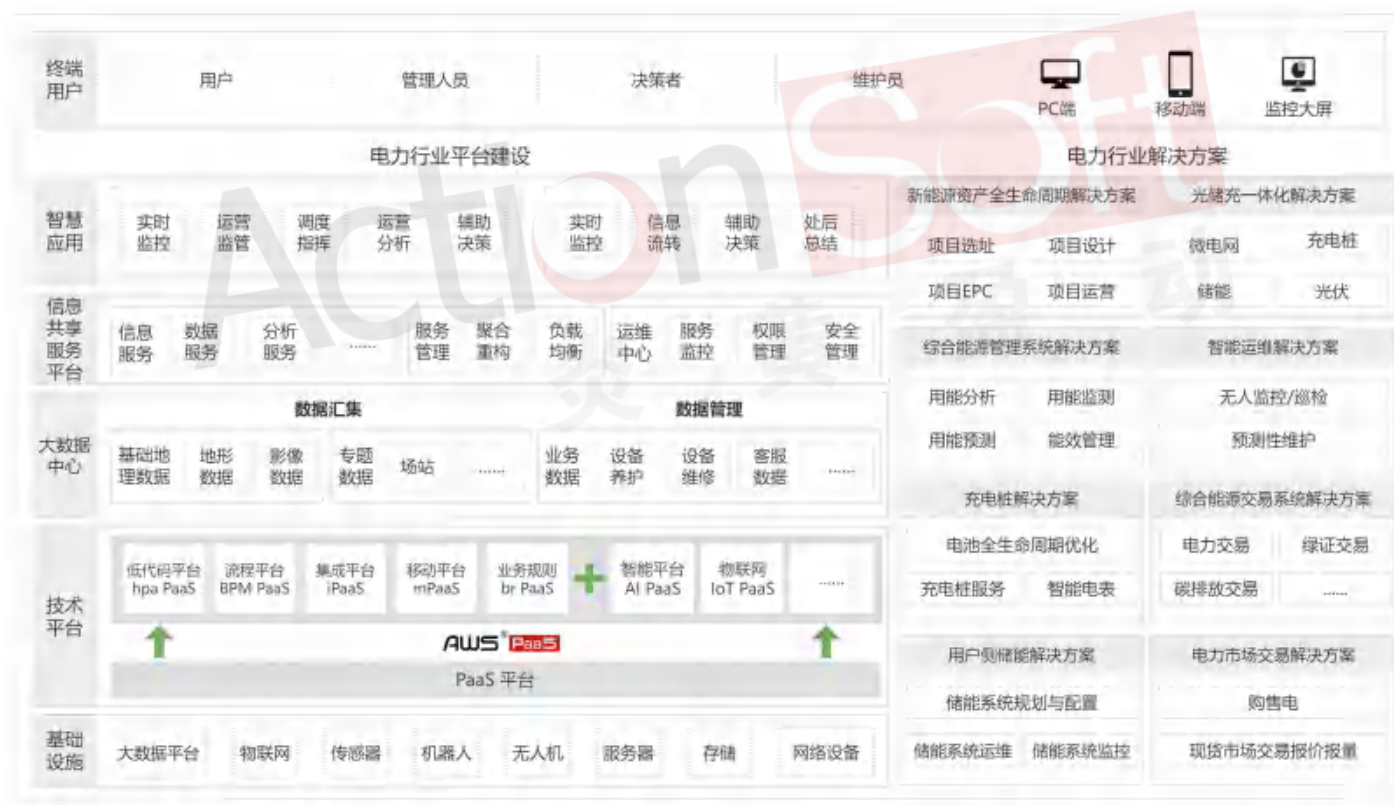 终端
用户
用户
管理人员
决策者
维护员
PC端
移动端
监控大屏
电力行业平台建设
电力行业解决方案
智慧
应用
实时
监控
运营
监管
调度
指挥
运营
分析
辅助
决策
实时
监控
信息
流转
辅助
决策
处后
总结
信息
共享
服务
平台
信息
服务
数据
服务
分析
服务
......
服务
管理
聚合
重构
负载
均衡
运维
中心
服务
监控
权限
管理
安全
管理
大数据
中心
数据汇集
数据管理
基础地
理数据
地形
数据
影像
数据
专题
数据
场站
......
业务
数据
设备
养护
设备
维修
客服
数据
......
技术
平台
低代码平台
hpa PaaS
流程平台
BPM PaaS
集成平台
iPaaS
移动平台
mPaaS
业务规则
br PaaS
智能平台
AI PaaS
物联网
IoT PaaS
......
AWS PaaS
PaaS 平台
基础
设施
大数据平台
物联网
传感器
机器人
无人机
服务器
存储
网络设备
新能源资产全生命周期解决方案
项目选址
项目设计
项目EPC
项目运营
光储充一体化解决方案
微电网
充电桩
储能
光伏
综合能源管理系统解决方案
用能分析
用能监测
用能预测
能效管理
智能运维解决方案
无人监控/巡检
预测性维护
充电桩解决方案
电池全生命周期优化
充电桩服务
智能电表
综合能源交易系统解决方案
电力交易
绿证交易
碳排放交易
......
用户侧储能解决方案
储能系统规划与配置
储能系统运维
储能系统监控
电力市场交易解决方案
购售电
现货市场交易报价报量
ActionSoft
炎黄盈动